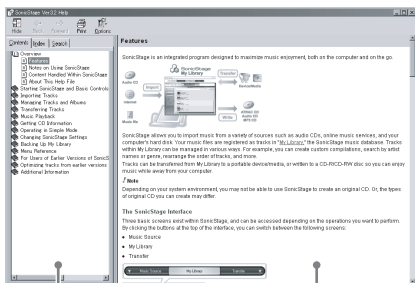 SonicStage Ver3.2 Help
Hide
Back
Forward
Print
Options
Contents
Index
Search
Overview
Features
Notes on Using SonicStage
Content Handled Within SonicStage
About This Help File
Starting SonicStage and Basic Controls
Importing Tracks
Managing Tracks and Albums
Transferring Tracks
Music Playback
Getting CD Information
Operating in Simple Mode
Changing SonicStage Settings
Backing Up My Library
Menu Reference
For Users of Earlier Versions of SonicS
Optimizing tracks from earlier versions
Additional Information
Features
SonicStage is an integrated program designed to maximize music enjoyment, both on the computer and on the go.
Audio CD
Internet
Music file
Import
SonicStage
My Library
Transfer
Device/Media
Write
ATRAC CD
Audio CD
MP3 CD
SonicStage allows you to import music from a variety of sources such as audio CDs, online music services, and your
computer's hard disk. Your music files are registered as tracks in "My Library," the SonicStage music database. Tracks
within My Library can be managed in various ways. For example, you can create custom compilations, search by artist
names or genre, rearrange the order of tracks, and more.
Tracks can be transferred from My Library to a portable device/media, or written to a CD-R/CD-RW disc so you can enjoy
music while away from your computer.
Note
Depending on your system environment, you may not be able to use SonicStage to create an original CD. Or, the types
of original CD you can create may differ.
The SonicStage Interface
Three basic screens exist within SonicStage, and can be accessed depending on the operations you want to perform.
By clicking the buttons at the top of the interface, you can switch between the following screens:
• Music Source
• My Library
• Transfer
Music Source
My Library
Transfer